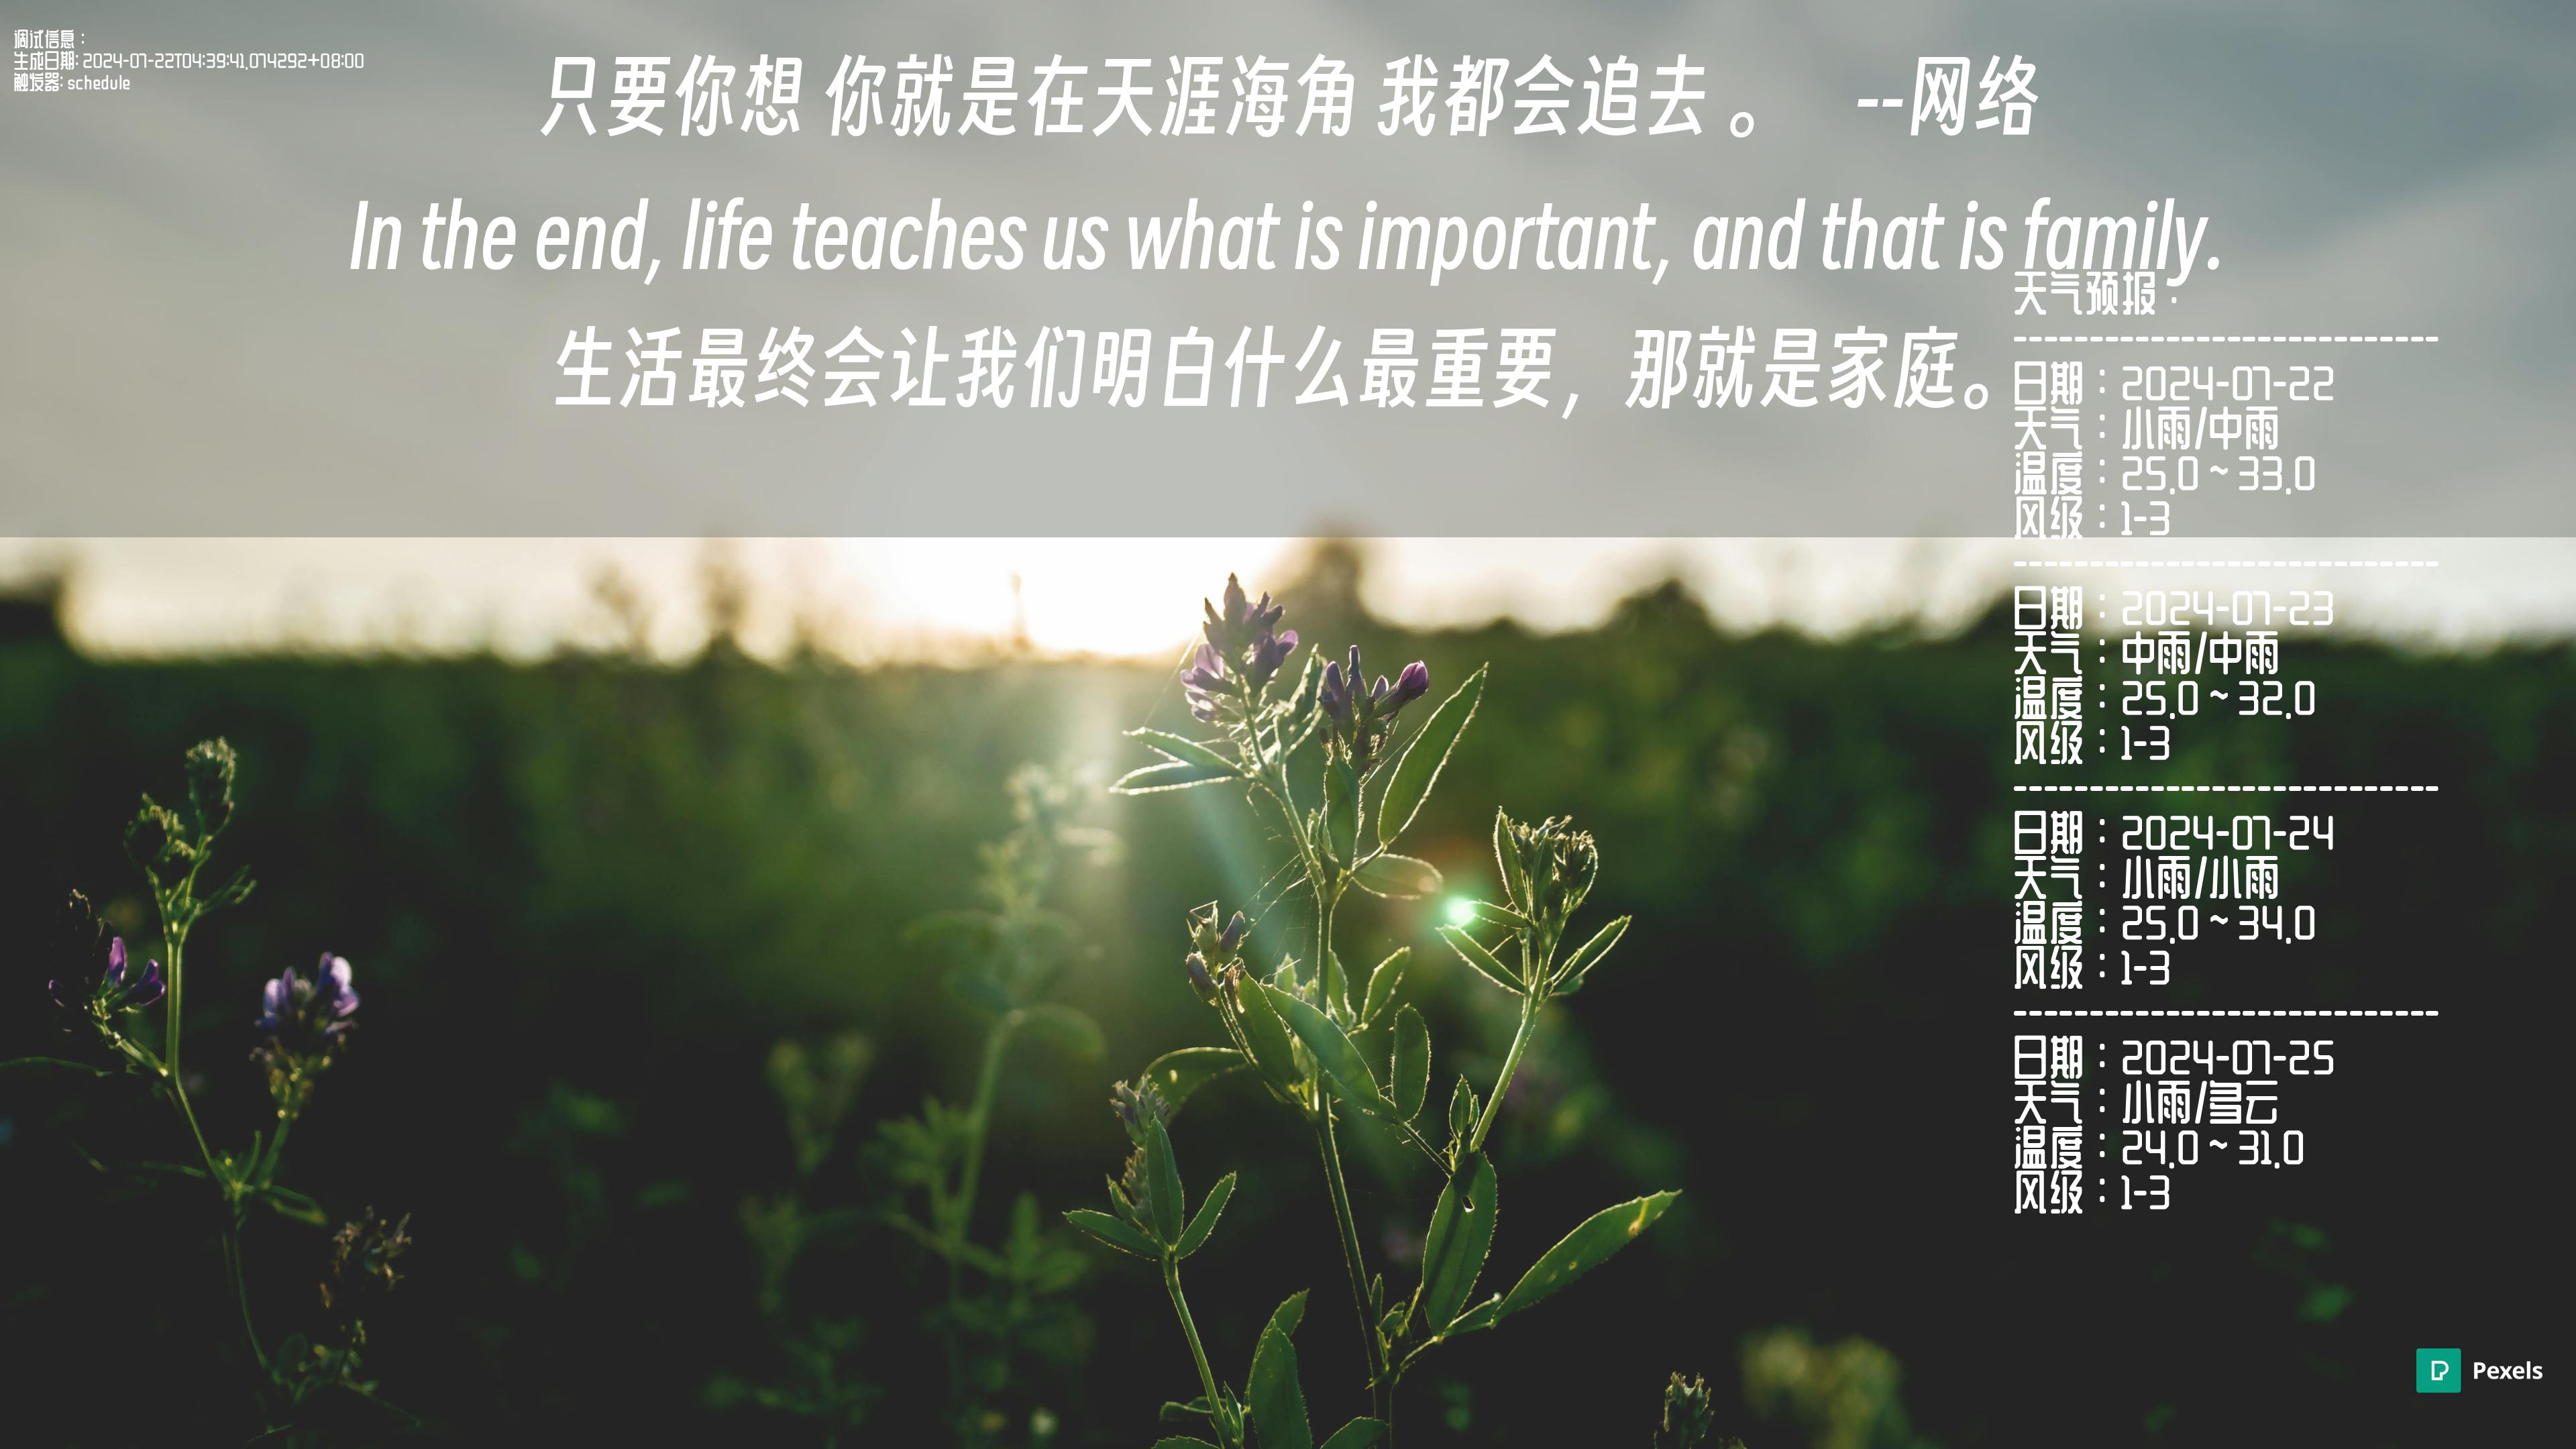 调试信息：
生成日期: 2024-07-22T04:39:41.074292+08:00
触发器: schedule
只要你想 你就是在天涯海角 我都会追去 。 --网络
In the end, life teaches us what is important, and that is family.
生活最终会让我们明白什么最重要，那就是家庭。
天气预报：
----------------------------
日期：2024-07-22
天气：小雨/中雨
温度：25.0 ~ 33.0
风级：1-3
----------------------------
日期：2024-07-23
天气：中雨/中雨
温度：25.0 ~ 32.0
风级：1-3
----------------------------
日期：2024-07-24
天气：小雨/小雨
温度：25.0 ~ 34.0
风级：1-3
----------------------------
日期：2024-07-25
天气：小雨/多云
温度：24.0 ~ 31.0
风级：1-3
Pexels